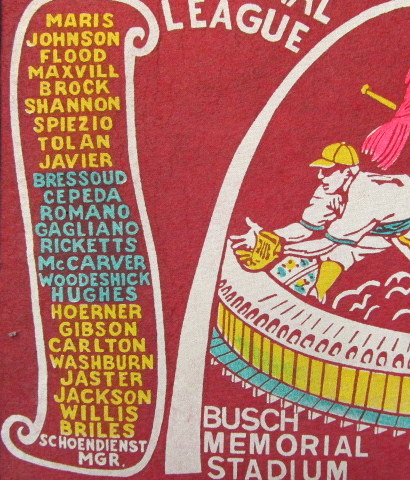 MARIS
JOHNSON
FLOOD
MAXVILL
BROCK
SHANNON
SPIEZIO
TOLAN
JAVIER
BRESSOUD
CEPEDA
ROMANO
GAGLIANO
RICKETTS
McCARVER
WOODESHICK
HUGHES
HOERNER
GIBSON
CARLTON
WASHBURN
JASTER
JACKSON
WILLIS
BRILES
SCHOENDIENST
MGR.
LEAGUE
BUSCH
MEMORIAL
STADIUM